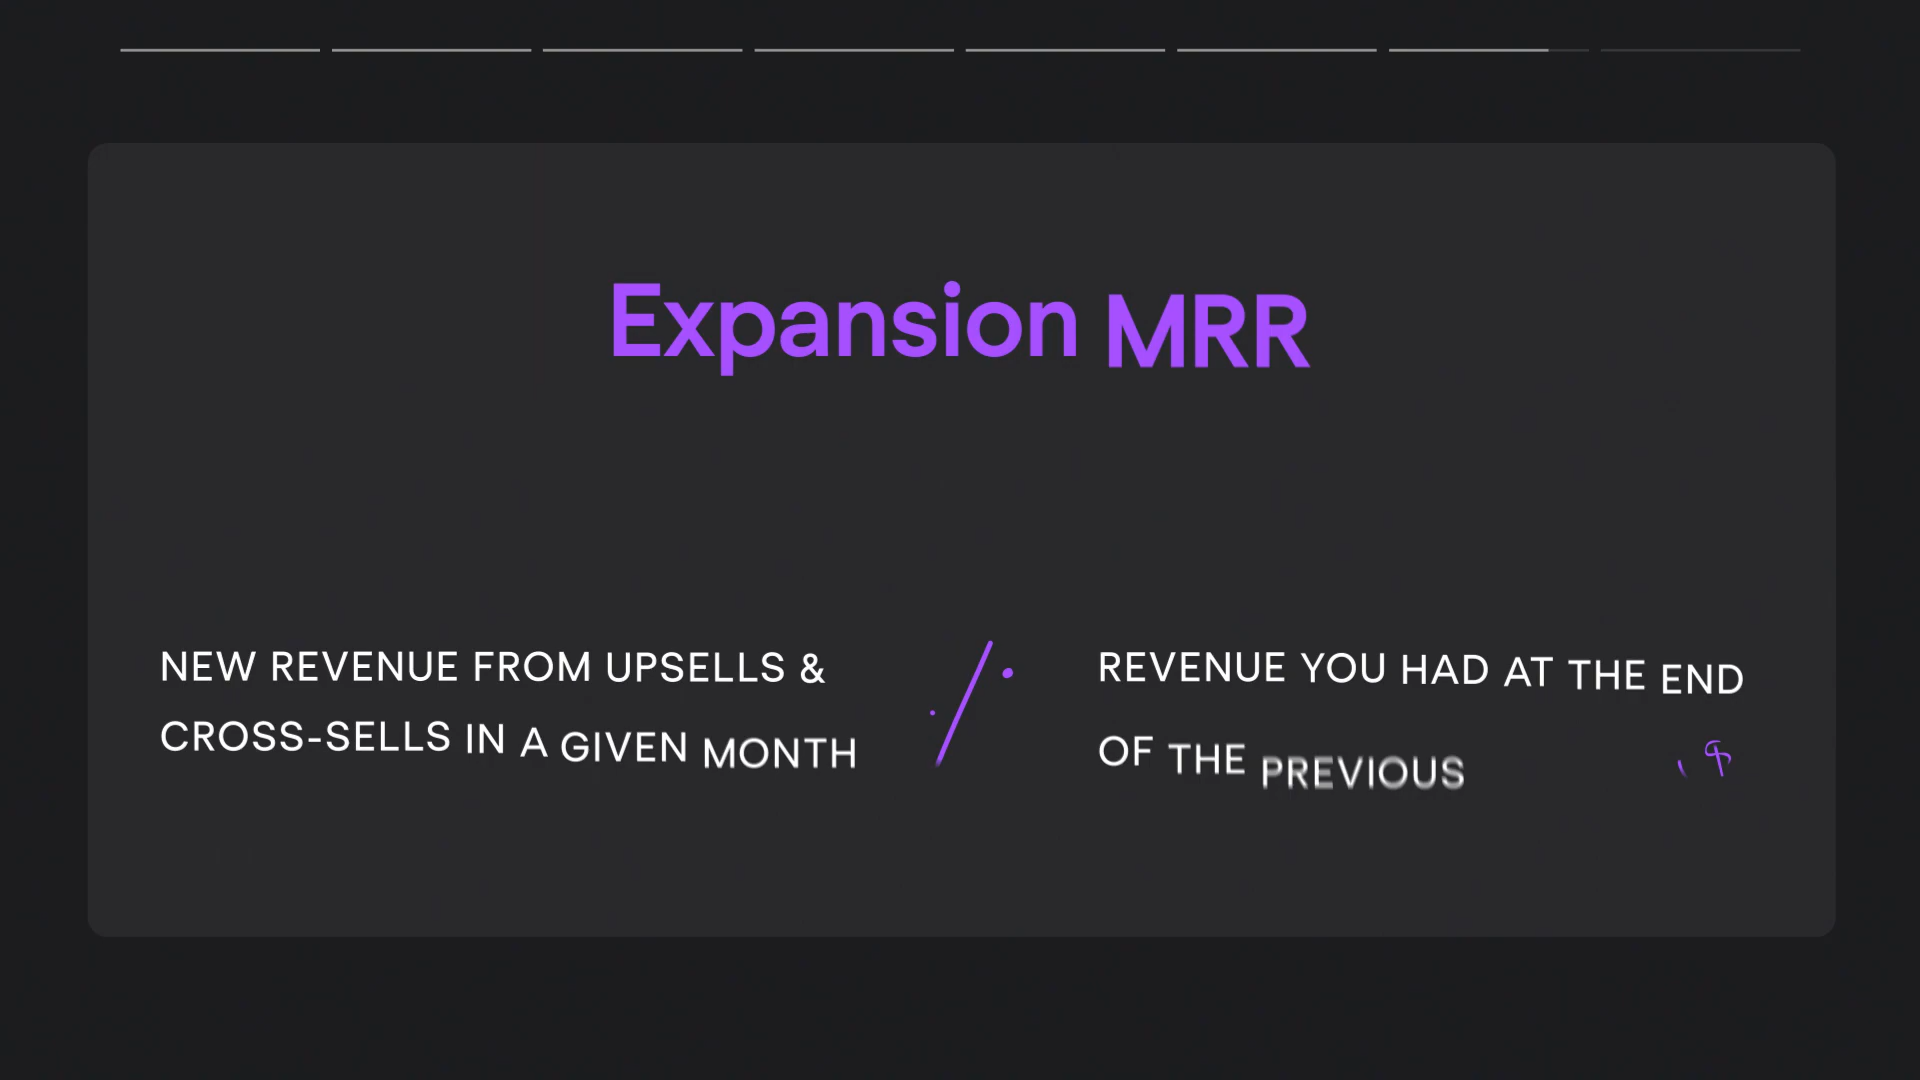 Expansion MRR
NEW REVENUE FROM UPSELLS &
CROSS-SELLS IN A GIVEN MONTH
REVENUE YOU HAD AT THE END
OF THE PREVIOUS